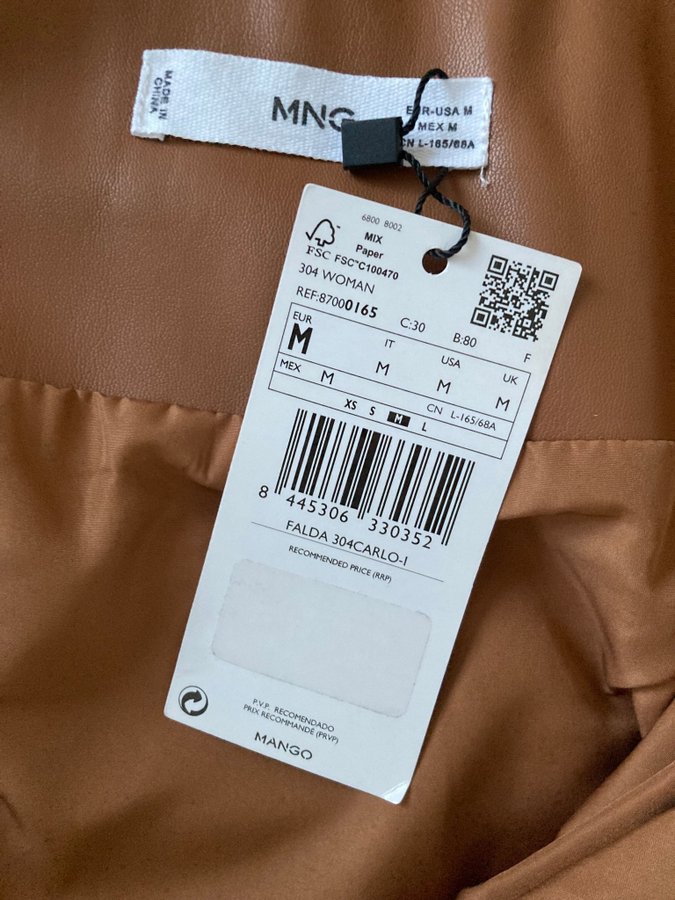 MADE IN
CHINA
MNG
EUR-USA M
MEX M
CN L-165/68A
6800 8002
MIX
Paper
FSC FSC™C100470
304 WOMAN
REF:87000165 C:30 B:80 F
EUR IT USA UK
M M M M
MEX M CN L-165/68A
XS S M L
8 445306 330352
FALDA 304CARLO-I
RECOMMENDED PRICE (RRP)
P.V.P. RECOMENDADO
PRIX RECOMMANDÉ (PRVP)
MANGO